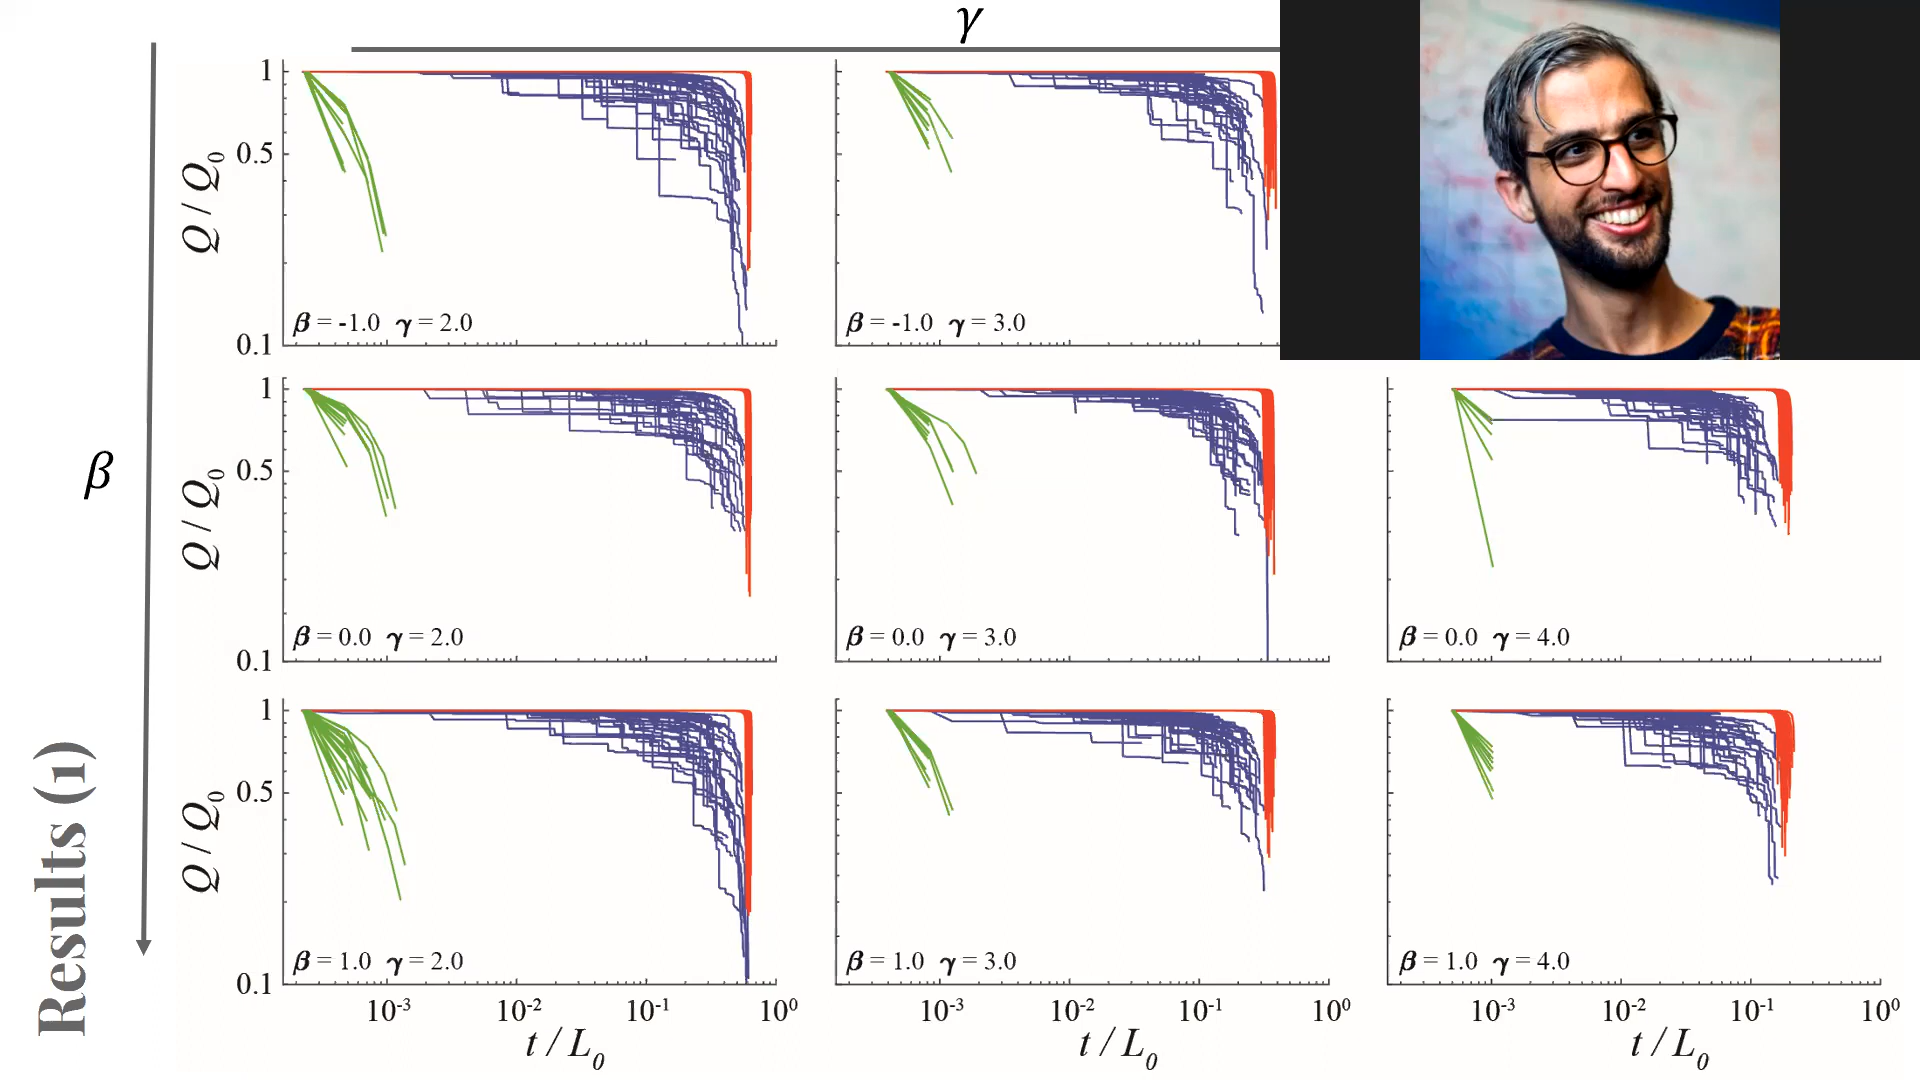 γ
β
Results (1)
Q / Q₀
1
0.5
0.1
β = -1.0 γ = 2.0
β = -1.0 γ = 3.0
Q / Q₀
1
0.5
0.1
β = 0.0 γ = 2.0
β = 0.0 γ = 3.0
β = 0.0 γ = 4.0
Q / Q₀
1
0.5
0.1
β = 1.0 γ = 2.0
β = 1.0 γ = 3.0
β = 1.0 γ = 4.0
10⁻³ 10⁻² 10⁻¹ 10⁰
10⁻³ 10⁻² 10⁻¹ 10⁰
10⁻³ 10⁻² 10⁻¹ 10⁰
t / L₀
t / L₀
t / L₀